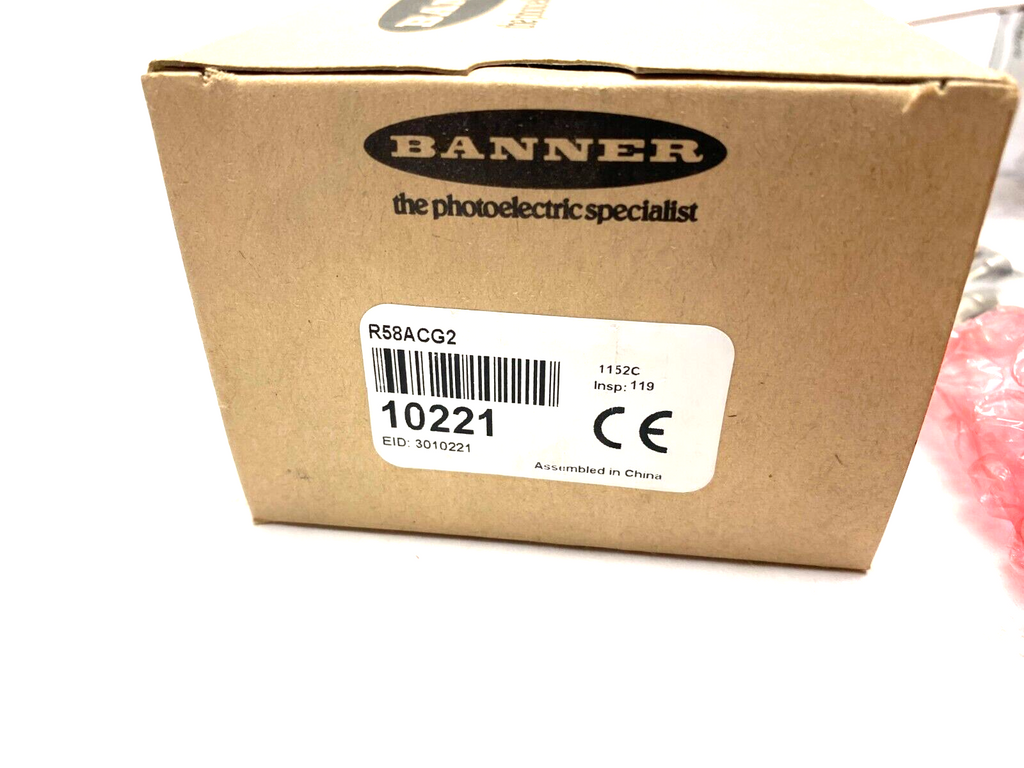 BANNER
the photoelectric specialist
R58ACG2
1152C
Insp: 119
10221
EID: 3010221
CE
Assembled in China